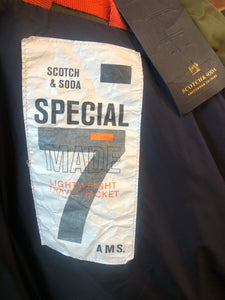 SCOTCH
& SODA
SPECIAL
MADE
7
LIGHTWEIGHT
TRAVEL JACKET
AMS.
SCOTCH & SODA